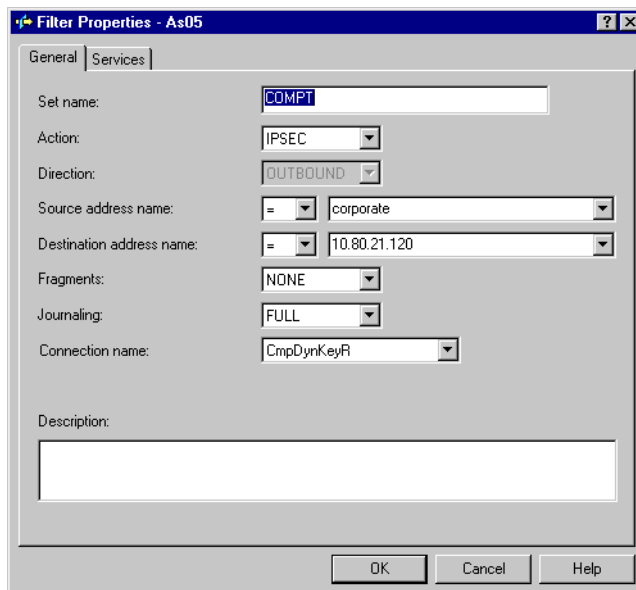 Filter Properties - As05
General Services
Set name: COMPT
Action: IPSEC
Direction: OUTBOUND
Source address name: = corporate
Destination address name: = 10.80.21.120
Fragments: NONE
Journaling: FULL
Connection name: CmpDynKeyR
Description:
OK Cancel Help